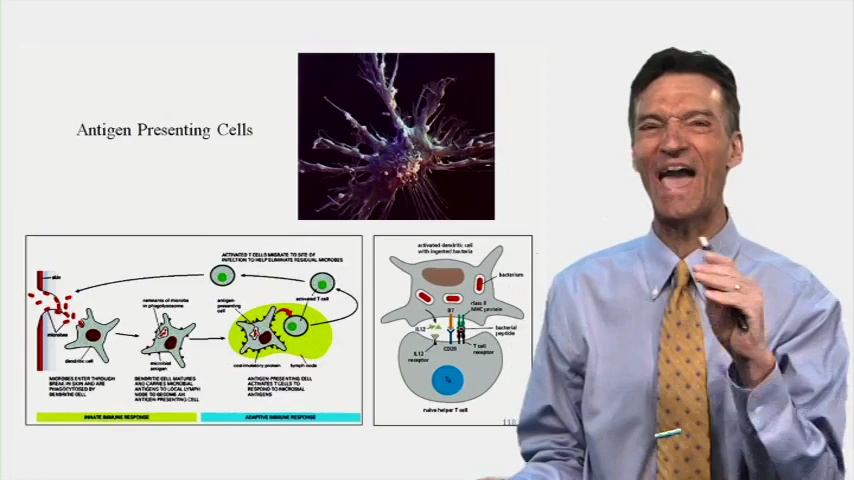 Antigen Presenting Cells
ACTIVATED T CELLS MIGRATE TO SITE OF
INFECTION TO HELP ELIMINATE RESIDUAL MICROBES
skin
microbes
dendritic cell
remnants of microbe
in phagolysosome
microbial
antigen
antigen-
presenting
cell
activated T cell
costimulatory protein
lymph node
MICROBES ENTER THROUGH
BREAK IN SKIN AND ARE
PHAGOCYTOSED BY
DENDRITIC CELL
DENDRITIC CELL MATURES
AND CARRIES MICROBIAL
ANTIGENS TO LOCAL LYMPH
NODE TO BECOME AN
ANTIGEN PRESENTING CELL
ANTIGEN PRESENTING CELL
ACTIVATES T CELLS TO
RESPOND TO MICROBIAL
ANTIGENS
INNATE IMMUNE RESPONSE
ADAPTIVE IMMUNE RESPONSE
activated dendritic cell
with ingested bacteria
bacterium
class II
MHC protein
B7
IL12
bacterial
peptide
CD28
T cell
receptor
IL12
receptor
naive helper T cell